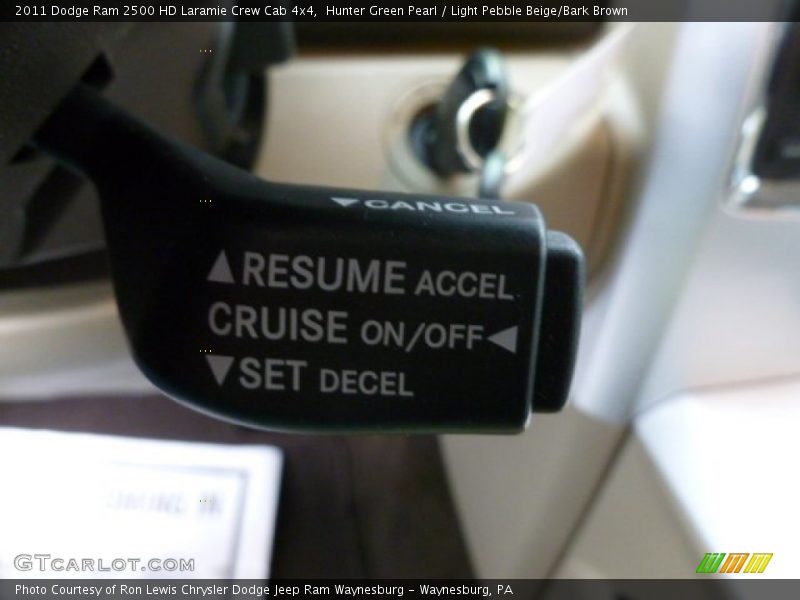 2011 Dodge Ram 2500 HD Laramie Crew Cab 4x4,  Hunter Green Pearl / Light Pebble Beige/Bark Brown
▼CANCEL
▲RESUME ACCEL
CRUISE ON/OFF◀
▼SET DECEL
GTcarlot.com
Photo Courtesy of Ron Lewis Chrysler Dodge Jeep Ram Waynesburg – Waynesburg, PA